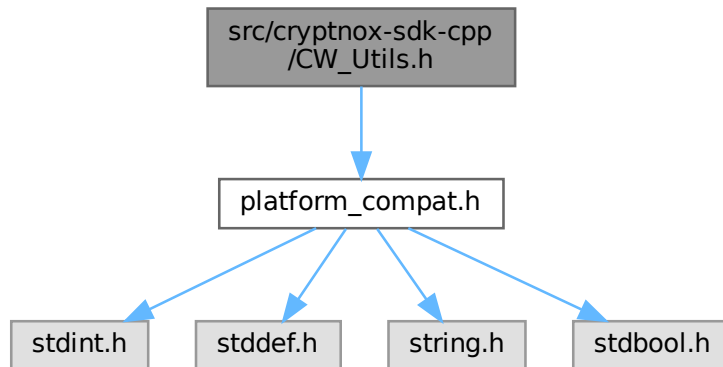 src/cryptnox-sdk-cpp
/CW_Utils.h
platform_compat.h
stdint.h
stddef.h
string.h
stdbool.h